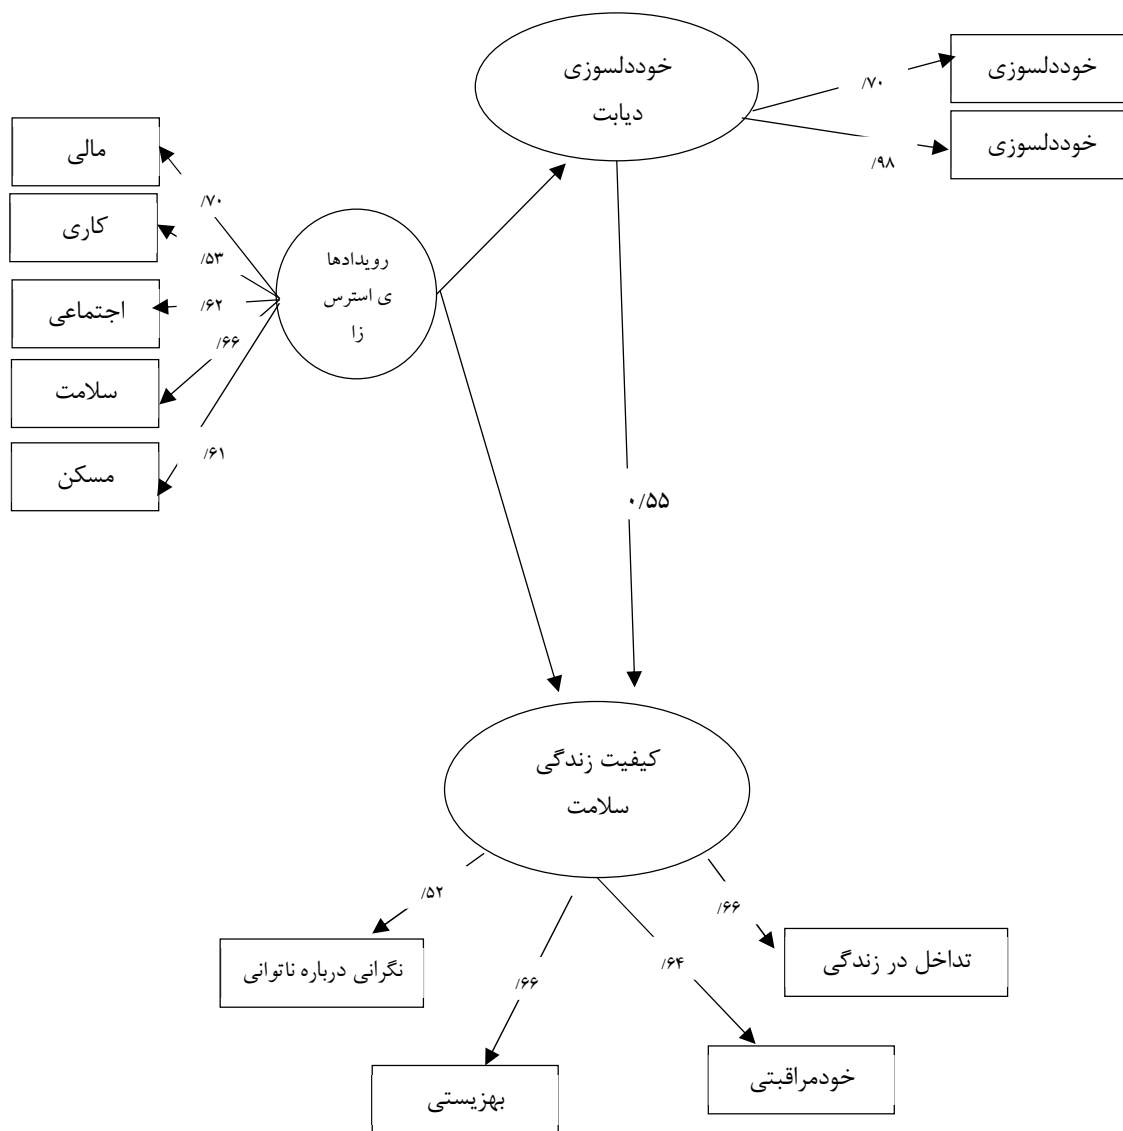 خوددلسوزی
دیابت
خوددلسوزی
خوددلسوزی
/۷۰
/۹۸
مالی
کاری
اجتماعی
سلامت
مسکن
/۷۰
/۵۳
/۶۲
/۶۶
/۶۱
رویدادها
ی استرس
زا
۰/۵۵
کیفیت زندگی
سلامت
/۵۲
/۶۶
/۶۴
/۶۶
نگرانی درباره ناتوانی
بهزیستی
خودمراقبتی
تداخل در زندگی